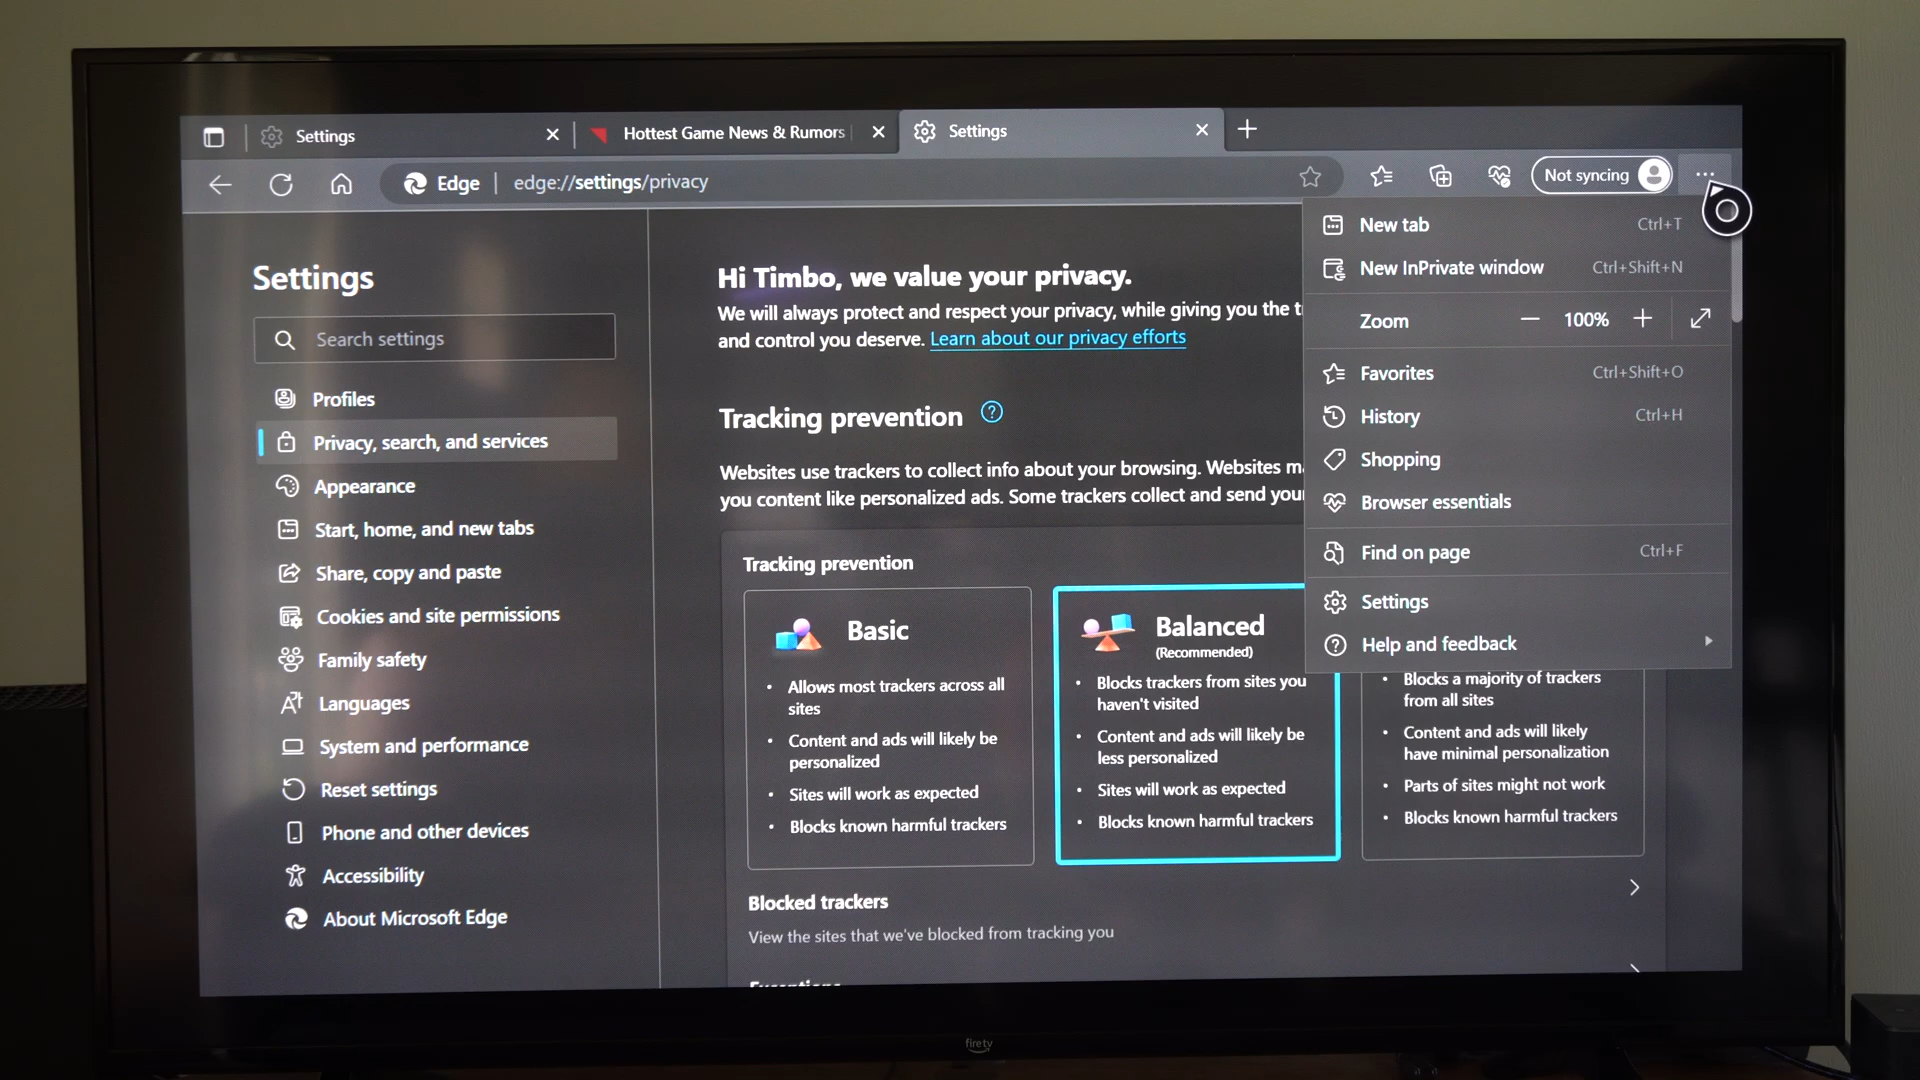 Settings
Hottest Game News & Rumors
Settings
Edge
edge://settings/privacy
Not syncing
Settings
Search settings
Profiles
Privacy, search, and services
Appearance
Start, home, and new tabs
Share, copy and paste
Cookies and site permissions
Family safety
Languages
System and performance
Reset settings
Phone and other devices
Accessibility
About Microsoft Edge
Hi Timbo, we value your privacy.
We will always protect and respect your privacy, while giving you the
and control you deserve. Learn about our privacy efforts
Tracking prevention
Websites use trackers to collect info about your browsing. Websites
you content like personalized ads. Some trackers collect and send your
Tracking prevention
Basic
• Allows most trackers across all
sites
• Content and ads will likely be
personalized
• Sites will work as expected
• Blocks known harmful trackers
Balanced
(Recommended)
• Blocks trackers from sites you
haven't visited
• Content and ads will likely be
less personalized
• Sites will work as expected
• Blocks known harmful trackers
• Blocks a majority of trackers
from all sites
• Content and ads will likely
have minimal personalization
• Parts of sites might not work
• Blocks known harmful trackers
Blocked trackers
View the sites that we've blocked from tracking you
New tab Ctrl+T
New InPrivate window Ctrl+Shift+N
Zoom — 100% +
Favorites Ctrl+Shift+O
History Ctrl+H
Shopping
Browser essentials
Find on page Ctrl+F
Settings
Help and feedback
fire tv